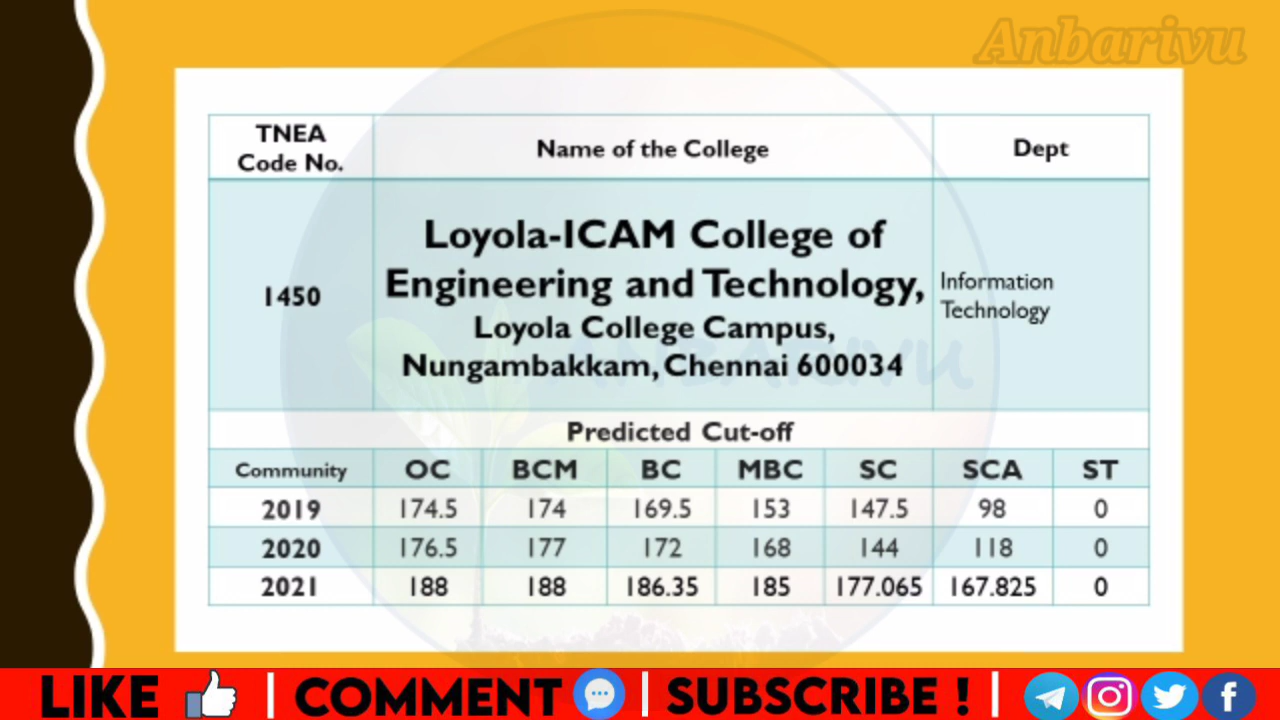 Anbarivu
TNEA
Code No.
Name of the College
Dept
1450
Loyola-ICAM College of
Engineering and Technology,
Loyola College Campus,
Nungambakkam, Chennai 600034
Information
Technology
ANBARIVU
Predicted Cut-off
Community OC BCM BC MBC SC SCA ST
2019 174.5 174 169.5 153 147.5 98 0
2020 176.5 177 172 168 144 118 0
2021 188 188 186.35 185 177.065 167.825 0
LIKE | COMMENT | SUBSCRIBE ! |